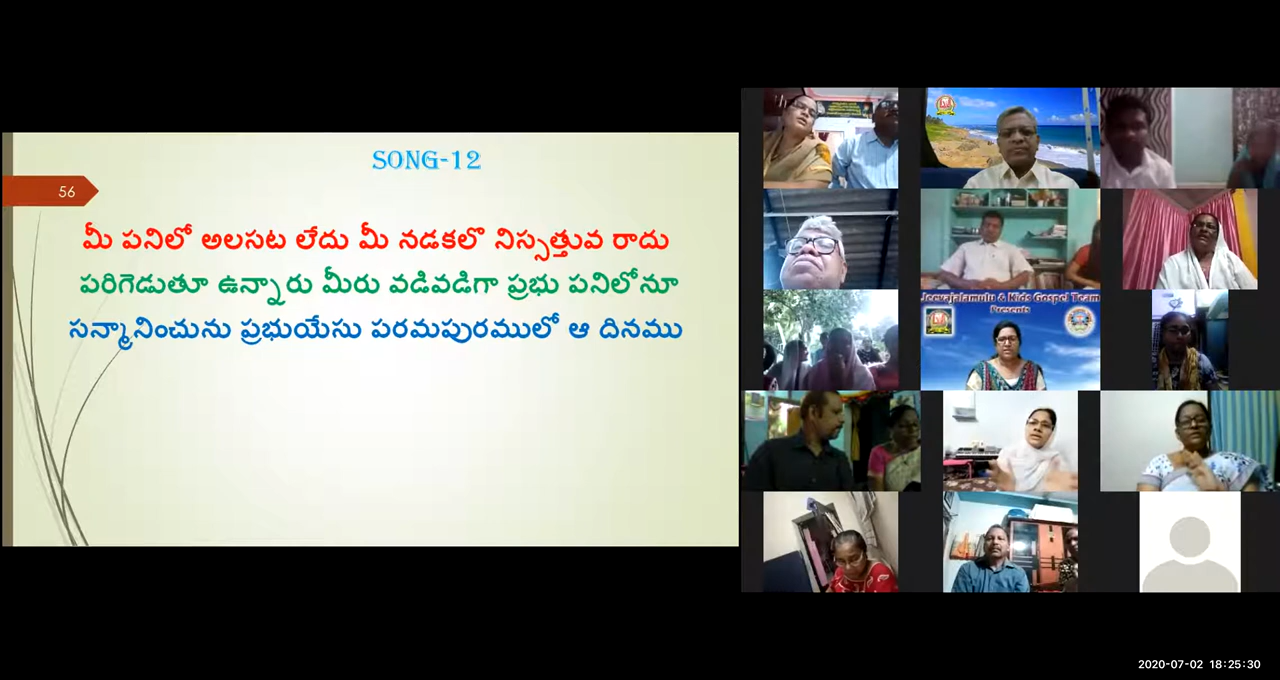 SONG-12
56
మీ పనిలో అలసట లేదు మీ నడకలొ నిస్సత్తువ రాదు
పరిగెడుతూ ఉన్నారు మీరు వడివడిగా ప్రభు పనిలోనూ
సన్మానించును ప్రభుయేసు పరమపురములో ఆ దినము
Jeevajalamulu & Kids Gospel Team
Presents
2020-07-02 18:25:30